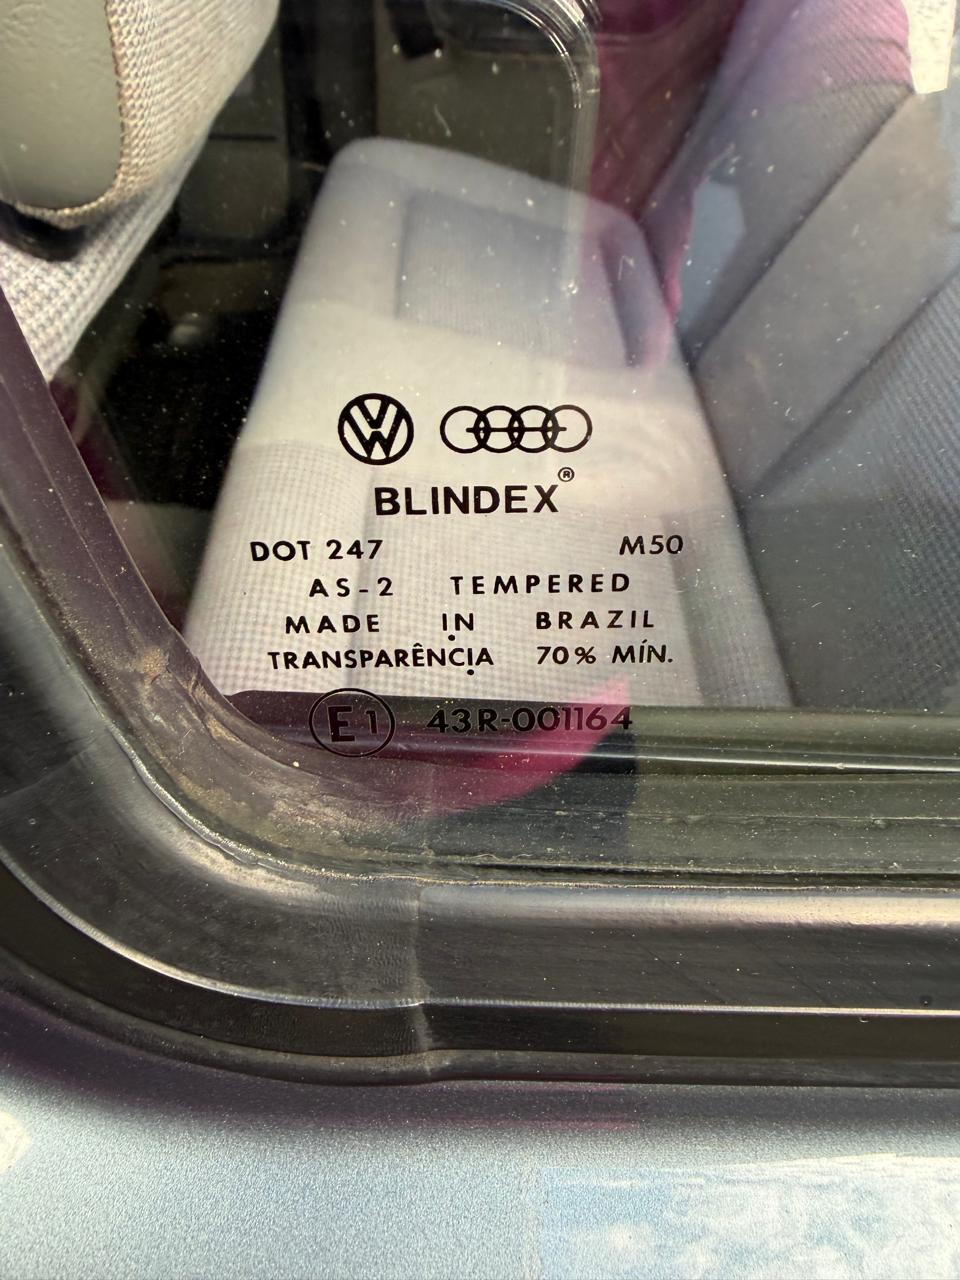 BLINDEX®
DOT 247 M50
AS-2 TEMPERED
MADE IN BRAZIL
TRANSPARÊNCIA 70% MÍN.
E1 43R-001164